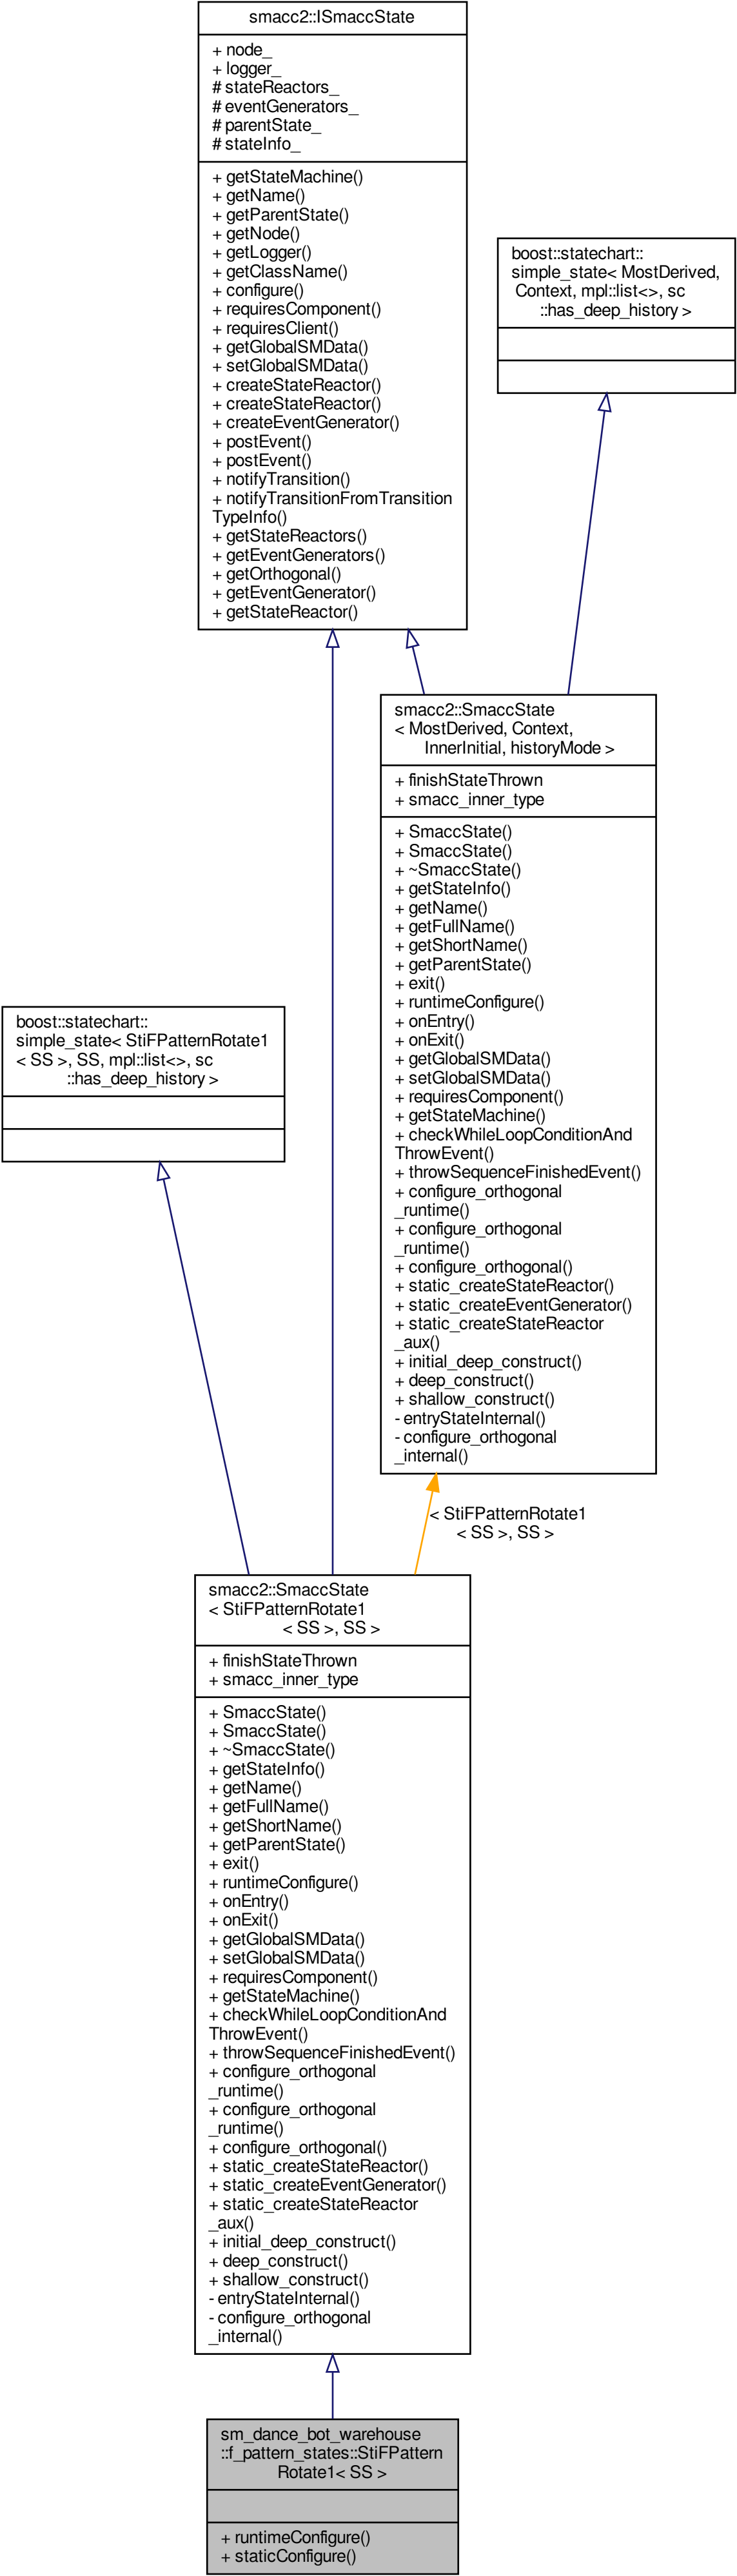 smacc2::ISmaccState
+ node_
+ logger_
# stateReactors_
# eventGenerators_
# parentState_
# stateInfo_
+ getStateMachine()
+ getName()
+ getParentState()
+ getNode()
+ getLogger()
+ getClassName()
+ configure()
+ requiresComponent()
+ requiresClient()
+ getGlobalSMData()
+ setGlobalSMData()
+ createStateReactor()
+ createStateReactor()
+ createEventGenerator()
+ postEvent()
+ postEvent()
+ notifyTransition()
+ notifyTransitionFromTransition
TypeInfo()
+ getStateReactors()
+ getEventGenerators()
+ getOrthogonal()
+ getEventGenerator()
+ getStateReactor()
boost::statechart::
simple_state< MostDerived,
Context, mpl::list<>, sc
::has_deep_history >
smacc2::SmaccState
< MostDerived, Context,
InnerInitial, historyMode >
+ finishStateThrown
+ smacc_inner_type
+ SmaccState()
+ SmaccState()
+ ~SmaccState()
+ getStateInfo()
+ getName()
+ getFullName()
+ getShortName()
+ getParentState()
+ exit()
+ runtimeConfigure()
+ onEntry()
+ onExit()
+ getGlobalSMData()
+ setGlobalSMData()
+ requiresComponent()
+ getStateMachine()
+ checkWhileLoopConditionAnd
ThrowEvent()
+ throwSequenceFinishedEvent()
+ configure_orthogonal
_runtime()
+ configure_orthogonal
_runtime()
+ configure_orthogonal()
+ static_createStateReactor()
+ static_createEventGenerator()
+ static_createStateReactor
_aux()
+ initial_deep_construct()
+ deep_construct()
+ shallow_construct()
- entryStateInternal()
- configure_orthogonal
_internal()
boost::statechart::
simple_state< StiFPatternRotate1
< SS >, SS, mpl::list<>, sc
::has_deep_history >
< StiFPatternRotate1
< SS >, SS >
smacc2::SmaccState
< StiFPatternRotate1
< SS >, SS >
+ finishStateThrown
+ smacc_inner_type
+ SmaccState()
+ SmaccState()
+ ~SmaccState()
+ getStateInfo()
+ getName()
+ getFullName()
+ getShortName()
+ getParentState()
+ exit()
+ runtimeConfigure()
+ onEntry()
+ onExit()
+ getGlobalSMData()
+ setGlobalSMData()
+ requiresComponent()
+ getStateMachine()
+ checkWhileLoopConditionAnd
ThrowEvent()
+ throwSequenceFinishedEvent()
+ configure_orthogonal
_runtime()
+ configure_orthogonal
_runtime()
+ configure_orthogonal()
+ static_createStateReactor()
+ static_createEventGenerator()
+ static_createStateReactor
_aux()
+ initial_deep_construct()
+ deep_construct()
+ shallow_construct()
- entryStateInternal()
- configure_orthogonal
_internal()
sm_dance_bot_warehouse
::f_pattern_states::StiFPattern
Rotate1< SS >
+ runtimeConfigure()
+ staticConfigure()